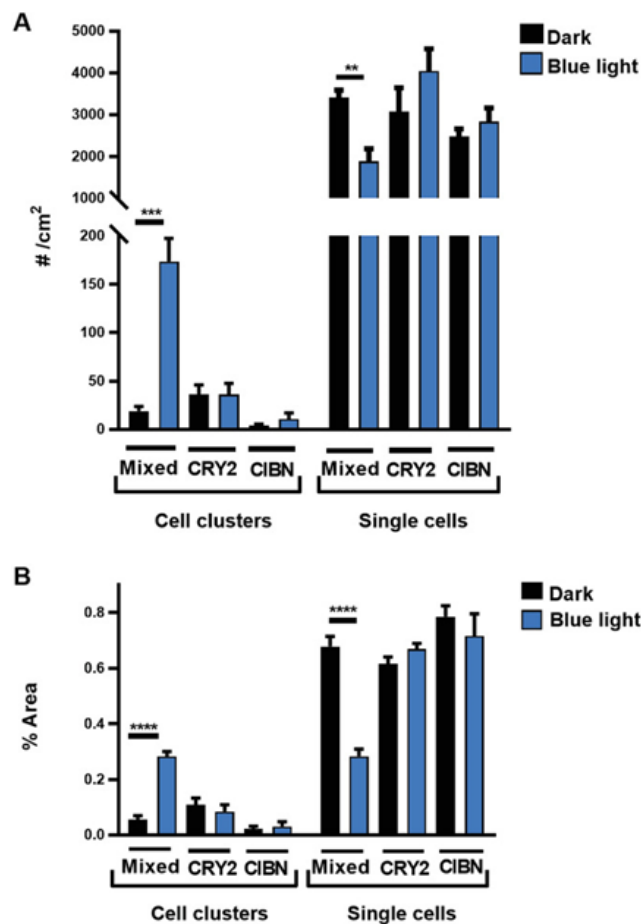 A
Dark
Blue light
5000
4000
3000
2000
1000
200
150
100
50
0
# /cm²
***
**
Mixed CRY2 CIBN Mixed CRY2 CIBN
Cell clusters Single cells
B
Dark
Blue light
0.8
0.6
0.4
0.2
0.0
% Area
****
****
Mixed CRY2 CIBN Mixed CRY2 CIBN
Cell clusters Single cells